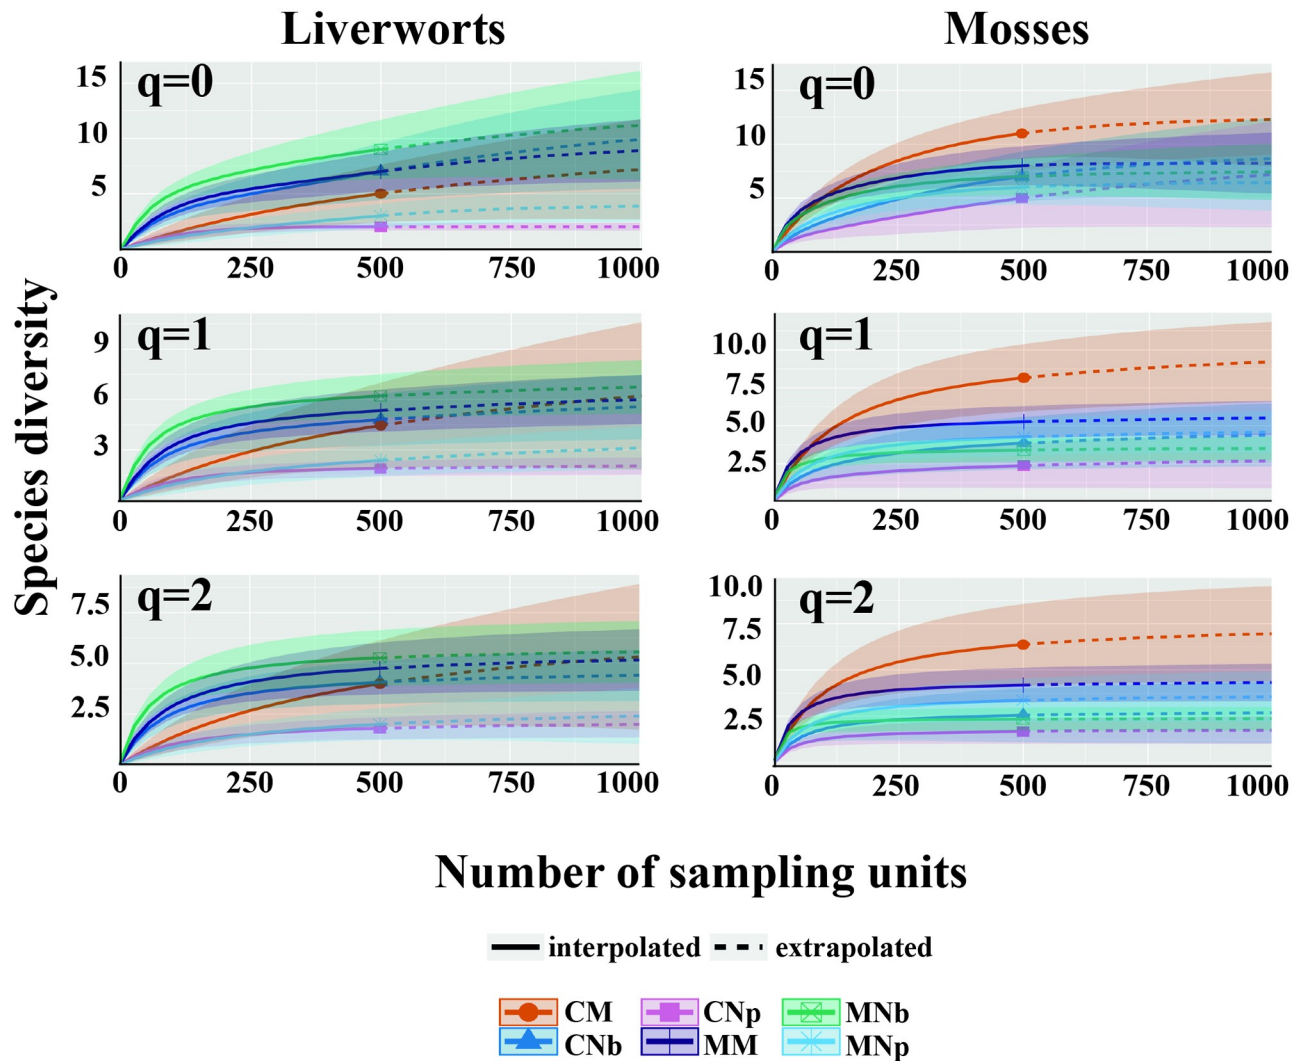 Liverworts
Mosses
Species diversity
q=0
15
10
5
0 250 500 750 1000
q=0
15
10
5
0 250 500 750 1000
q=1
9
6
3
0 250 500 750 1000
q=1
10.0
7.5
5.0
2.5
0 250 500 750 1000
q=2
7.5
5.0
2.5
0 250 500 750 1000
q=2
10.0
7.5
5.0
2.5
0 250 500 750 1000
Number of sampling units
interpolated extrapolated
CM CNp MNb
CNb MM MNp